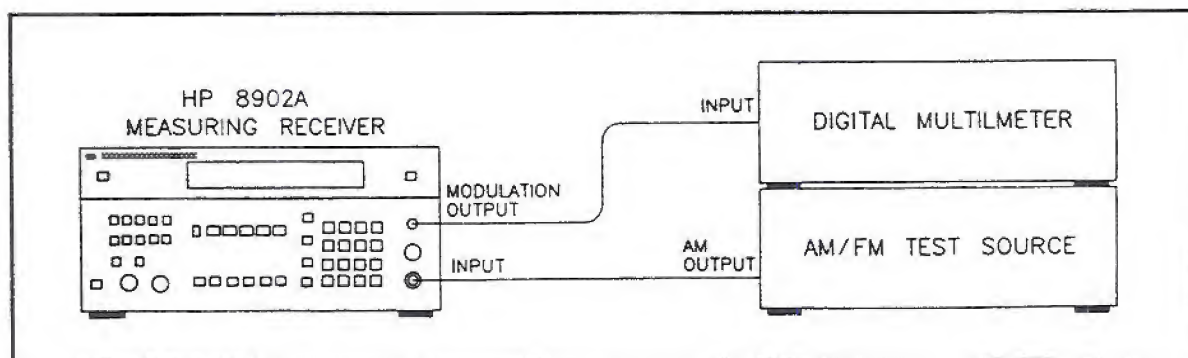 HP 8902A
MEASURING RECEIVER
MODULATION
OUTPUT
INPUT
INPUT
DIGITAL MULTILMETER
AM
OUTPUT
AM/FM TEST SOURCE